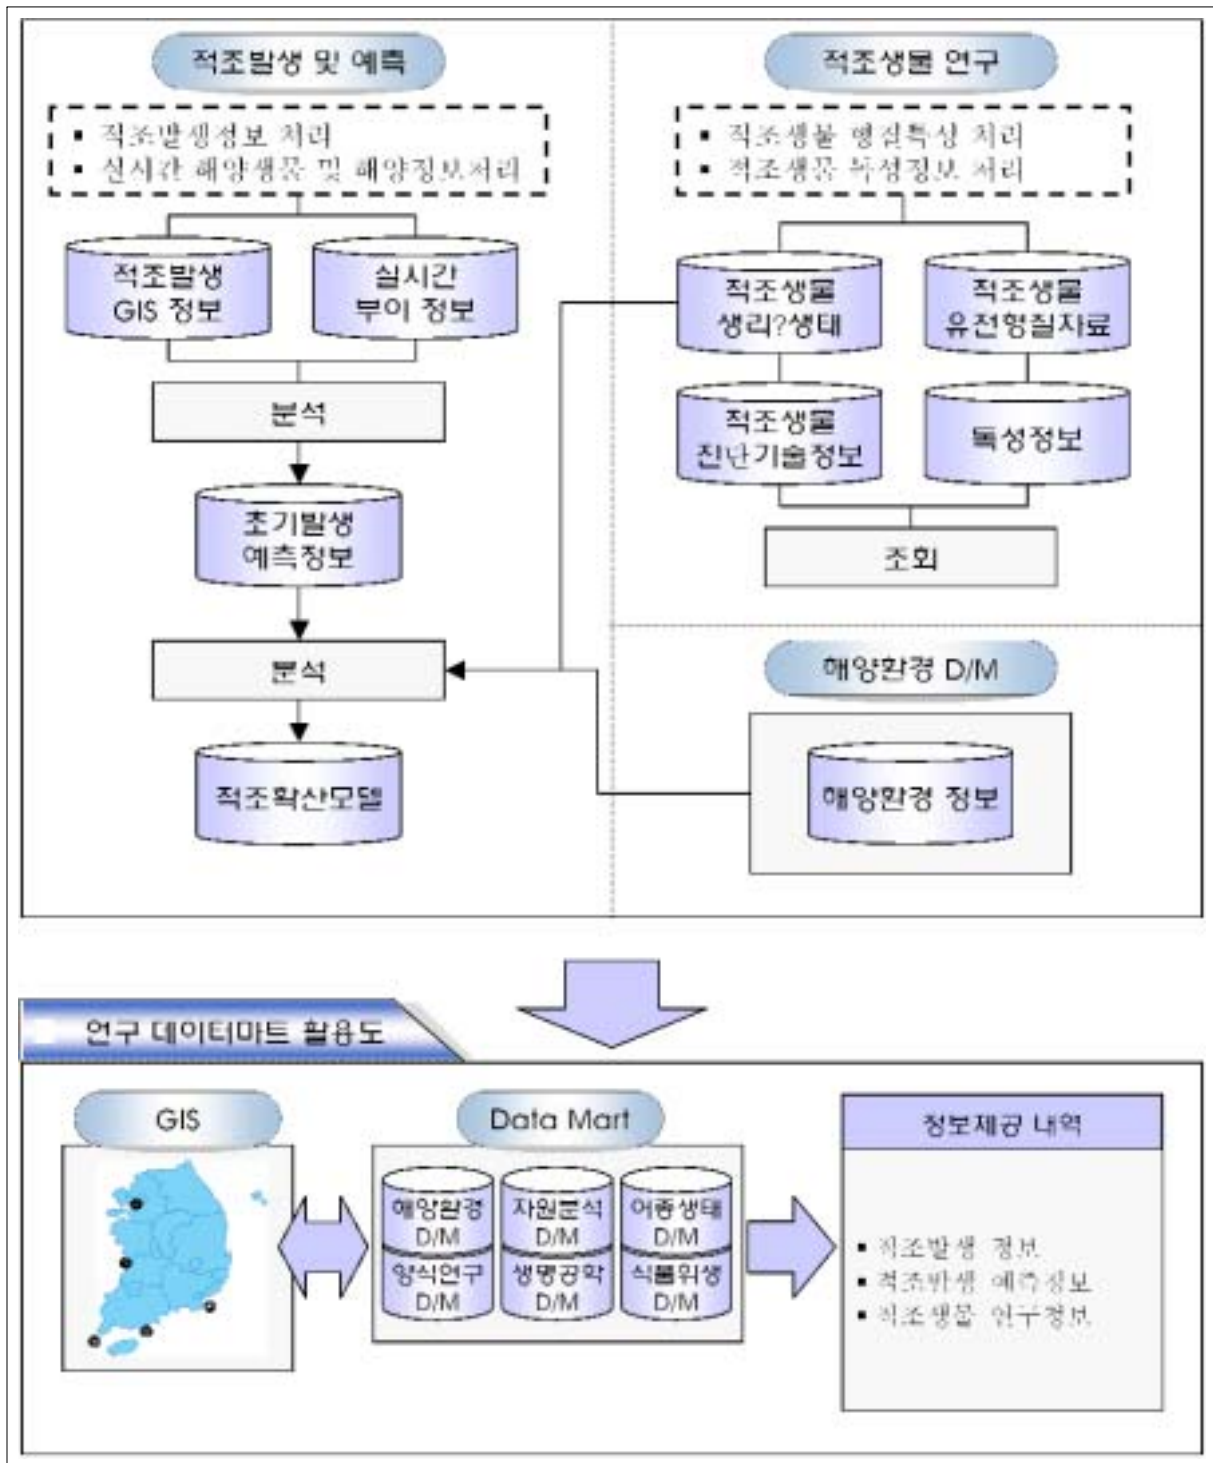 적조발생 및 예측
▪ 적조발생정보 처리
▪ 실시간 해양생물 및 해양정보처리
적조발생
GIS 정보
실시간
부이 정보
분석
초기발생
예측정보
분석
적조확산모델
적조생물 연구
▪ 적조생물 형질특성 처리
▪ 적조생물 독성정보 처리
적조생물
생리?생태
적조생물
유전형질자료
적조생물
진단기술정보
독성정보
조회
해양환경 D/M
해양환경 정보
연구 데이터마트 활용도
GIS
Data Mart
해양환경
D/M
자원분석
D/M
어종생태
D/M
양식연구
D/M
생명공학
D/M
식물위생
D/M
정보제공 내역
▪ 적조발생 정보
▪ 적조발생 예측정보
▪ 적조생물 연구정보